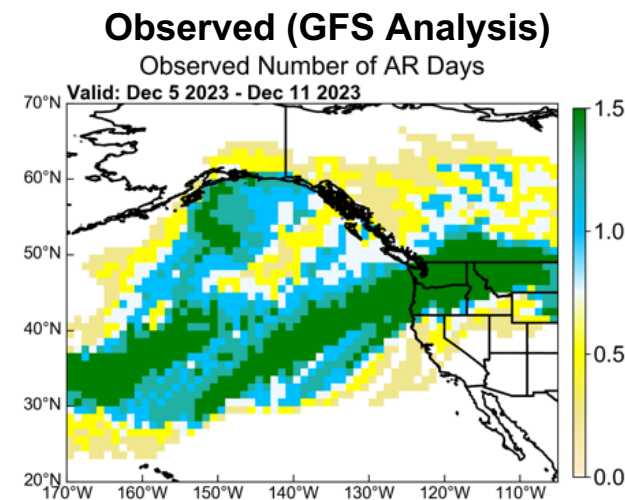 Observed (GFS Analysis)
Observed Number of AR Days
Valid: Dec 5 2023 - Dec 11 2023
70°N
60°N
50°N
40°N
30°N
20°N
170°W 160°W 150°W 140°W 130°W 120°W 110°W
1.5
1.0
0.5
0.0